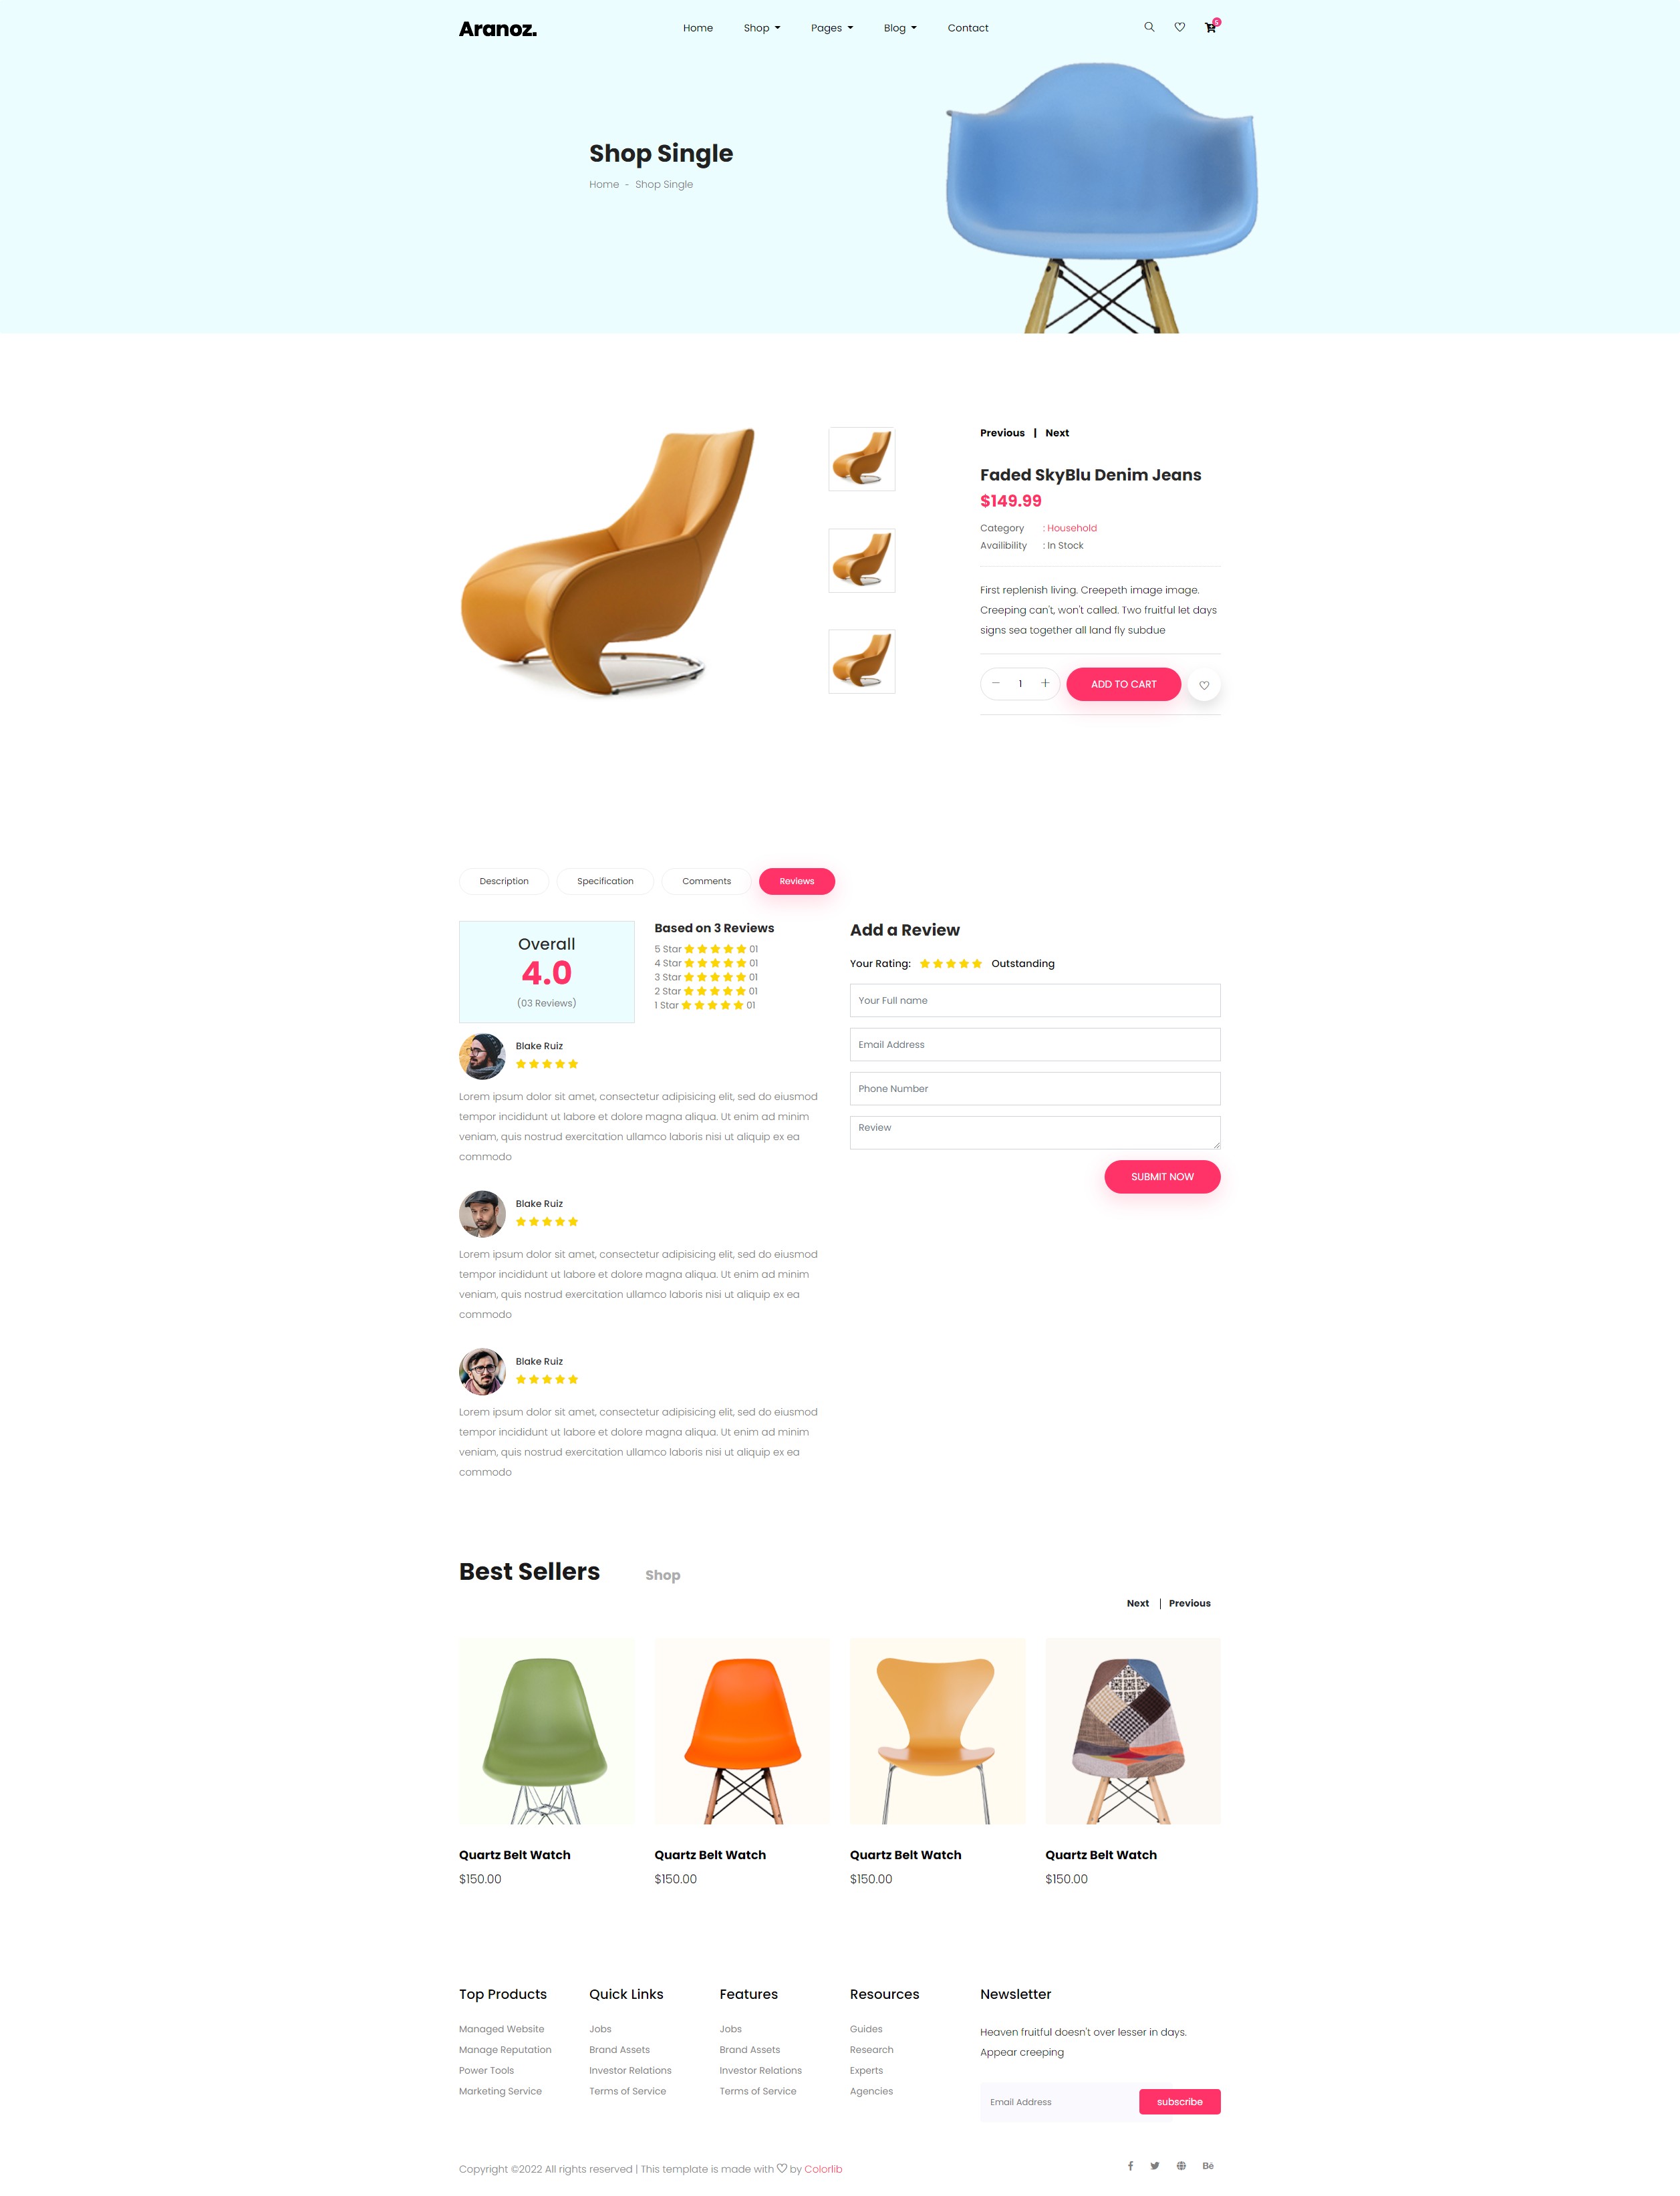 Aranoz.
Home
Shop
Pages
Blog
Contact
5
Shop Single
Home - Shop Single
Previous | Next
Faded SkyBlu Denim Jeans
$149.99
Category : Household
Availibility : In Stock
First replenish living. Creepeth image image.
Creeping can't, won't called. Two fruitful let days
signs sea together all land fly subdue
1
ADD TO CART
Description
Specification
Comments
Reviews
Overall
4.0
(03 Reviews)
Based on 3 Reviews
5 Star 01
4 Star 01
3 Star 01
2 Star 01
1 Star 01
Blake Ruiz
Lorem ipsum dolor sit amet, consectetur adipisicing elit, sed do eiusmod
tempor incididunt ut labore et dolore magna aliqua. Ut enim ad minim
veniam, quis nostrud exercitation ullamco laboris nisi ut aliquip ex ea
commodo
Blake Ruiz
Lorem ipsum dolor sit amet, consectetur adipisicing elit, sed do eiusmod
tempor incididunt ut labore et dolore magna aliqua. Ut enim ad minim
veniam, quis nostrud exercitation ullamco laboris nisi ut aliquip ex ea
commodo
Blake Ruiz
Lorem ipsum dolor sit amet, consectetur adipisicing elit, sed do eiusmod
tempor incididunt ut labore et dolore magna aliqua. Ut enim ad minim
veniam, quis nostrud exercitation ullamco laboris nisi ut aliquip ex ea
commodo
Add a Review
Your Rating: Outstanding
Your Full name
Email Address
Phone Number
Review
SUBMIT NOW
Best Sellers
Shop
Next | Previous
Quartz Belt Watch
$150.00
Quartz Belt Watch
$150.00
Quartz Belt Watch
$150.00
Quartz Belt Watch
$150.00
Top Products
Managed Website
Manage Reputation
Power Tools
Marketing Service
Quick Links
Jobs
Brand Assets
Investor Relations
Terms of Service
Features
Jobs
Brand Assets
Investor Relations
Terms of Service
Resources
Guides
Research
Experts
Agencies
Newsletter
Heaven fruitful doesn't over lesser in days.
Appear creeping
Email Address
subscribe
Copyright ©2022 All rights reserved | This template is made with ♡ by Colorlib